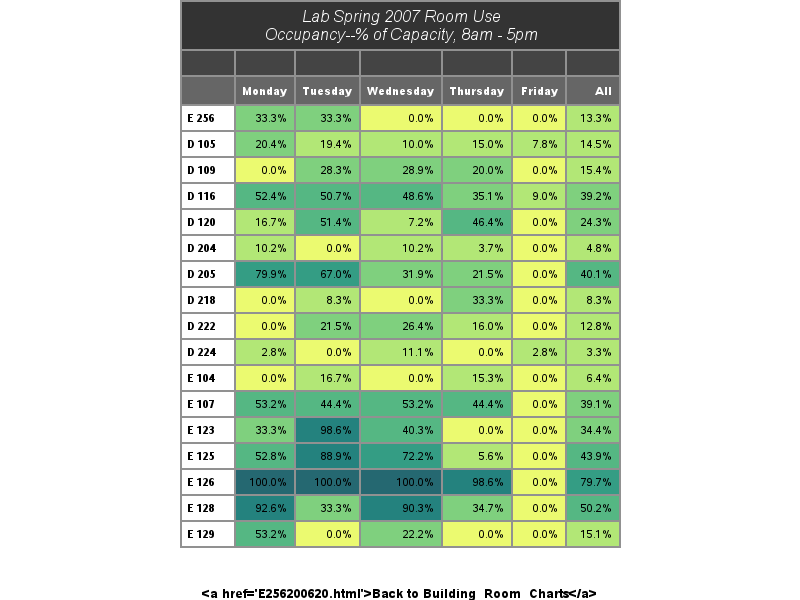 Lab Spring 2007 Room Use
Occupancy--% of Capacity, 8am - 5pm
Monday Tuesday Wednesday Thursday Friday All
E 256 33.3% 33.3% 0.0% 0.0% 0.0% 13.3%
D 105 20.4% 19.4% 10.0% 15.0% 7.8% 14.5%
D 109 0.0% 28.3% 28.9% 20.0% 0.0% 15.4%
D 116 52.4% 50.7% 48.6% 35.1% 9.0% 39.2%
D 120 16.7% 51.4% 7.2% 46.4% 0.0% 24.3%
D 204 10.2% 0.0% 10.2% 3.7% 0.0% 4.8%
D 205 79.9% 67.0% 31.9% 21.5% 0.0% 40.1%
D 218 0.0% 8.3% 0.0% 33.3% 0.0% 8.3%
D 222 0.0% 21.5% 26.4% 16.0% 0.0% 12.8%
D 224 2.8% 0.0% 11.1% 0.0% 2.8% 3.3%
E 104 0.0% 16.7% 0.0% 15.3% 0.0% 6.4%
E 107 53.2% 44.4% 53.2% 44.4% 0.0% 39.1%
E 123 33.3% 98.6% 40.3% 0.0% 0.0% 34.4%
E 125 52.8% 88.9% 72.2% 5.6% 0.0% 43.9%
E 126 100.0% 100.0% 100.0% 98.6% 0.0% 79.7%
E 128 92.6% 33.3% 90.3% 34.7% 0.0% 50.2%
E 129 53.2% 0.0% 22.2% 0.0% 0.0% 15.1%
<a href='E256200620.html'>Back to Building_Room_Charts</a>